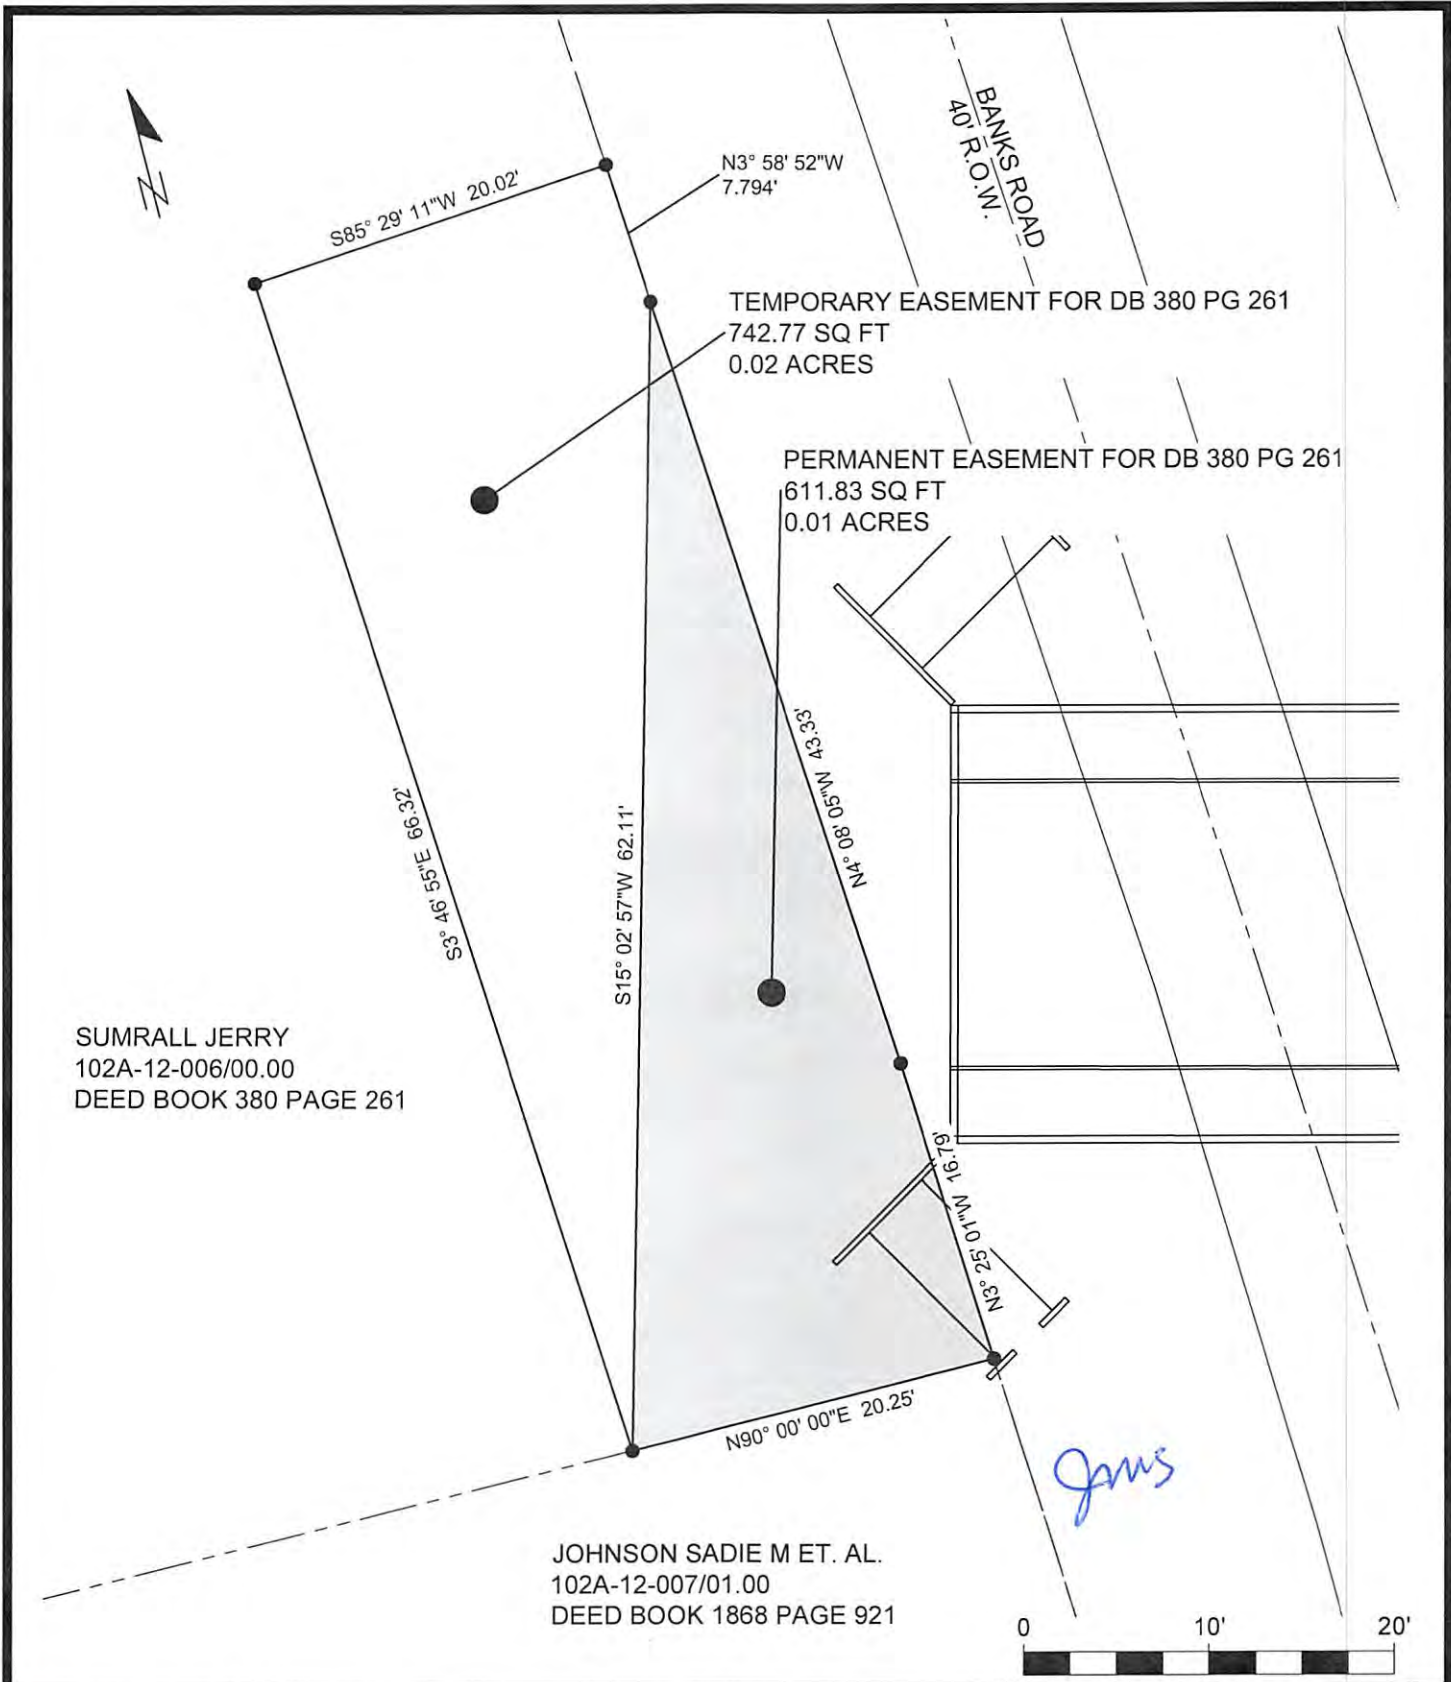 N
BANKS ROAD
40' R.O.W.
N3° 58' 52"W
7.794'
S85° 29' 11"W 20.02'
TEMPORARY EASEMENT FOR DB 380 PG 261
742.77 SQ FT
0.02 ACRES
PERMANENT EASEMENT FOR DB 380 PG 261
611.83 SQ FT
0.01 ACRES
S3° 46' 55"E 66.32'
S15° 02' 57"W 62.11'
N4° 08' 05"W 43.33'
SUMRALL JERRY
102A-12-006/00.00
DEED BOOK 380 PAGE 261
N3° 25' 01"W 16.79'
N90° 00' 00"E 20.25'
JOHNSON SADIE M ET. AL.
102A-12-007/01.00
DEED BOOK 1868 PAGE 921
0 10' 20'